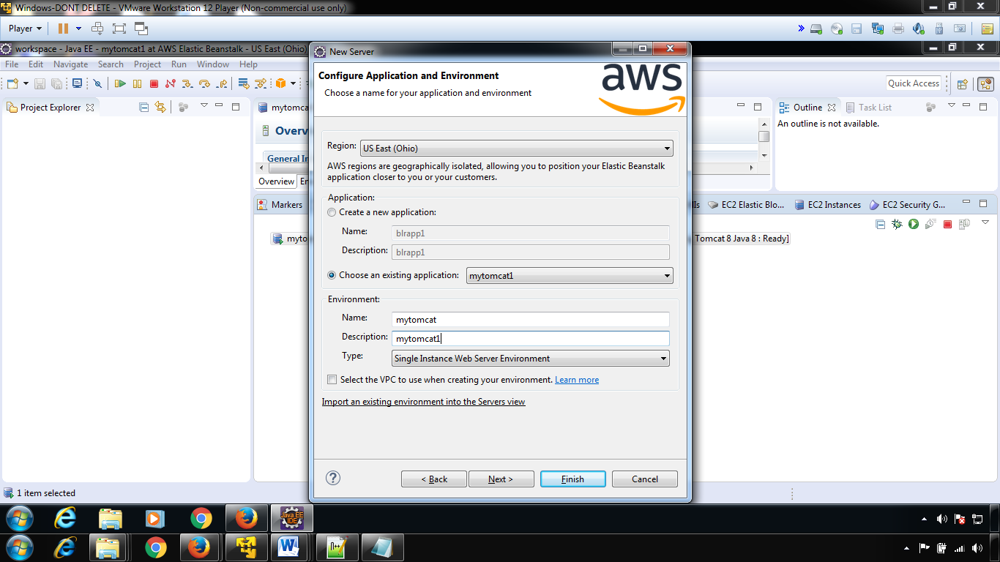 Windows-DONT DELETE - VMware Workstation 12 Player (Non-commercial use only)
Player
workspace - Java EE - mytomcat1 at AWS Elastic Beanstalk - US East (Ohio)
File Edit Navigate Search Project Run Window Help
Quick Access
Project Explorer
mytomca
Overv
General In
Overview
En
Markers
myto
New Server
Configure Application and Environment
Choose a name for your application and environment
aws
Region: US East (Ohio)
AWS regions are geographically isolated, allowing you to position your Elastic Beanstalk
application closer to you or your customers.
Application:
Create a new application:
Name: blrapp1
Description: blrapp1
Choose an existing application: mytomcat1
Environment:
Name: mytomcat
Description: mytomcat1
Type: Single Instance Web Server Environment
Select the VPC to use when creating your environment. Learn more
Import an existing environment into the Servers view
? < Back Next > Finish Cancel
Outline Task List
An outline is not available.
EC2 Elastic Blo... EC2 Instances EC2 Security G...
Tomcat 8 Java 8 : Ready]
1 item selected
Java EE
IDE